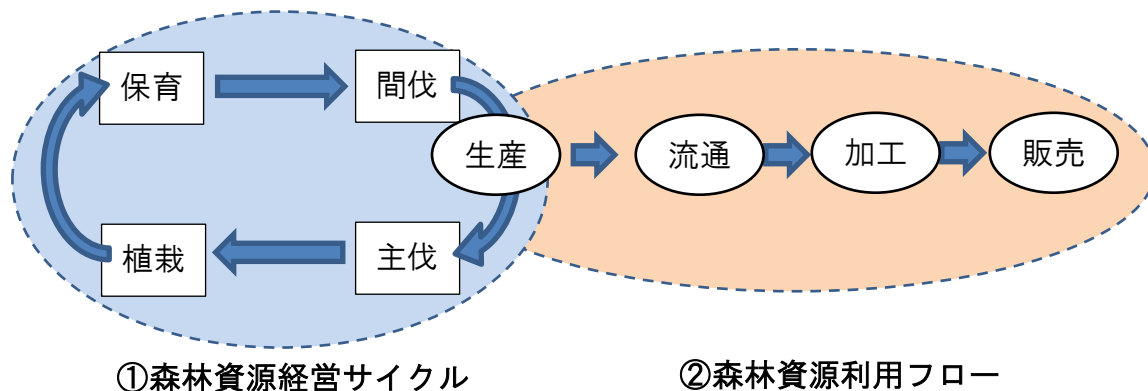 保育
間伐
生産
流通
加工
販売
植栽
主伐
①森林資源経営サイクル
②森林資源利用フロー